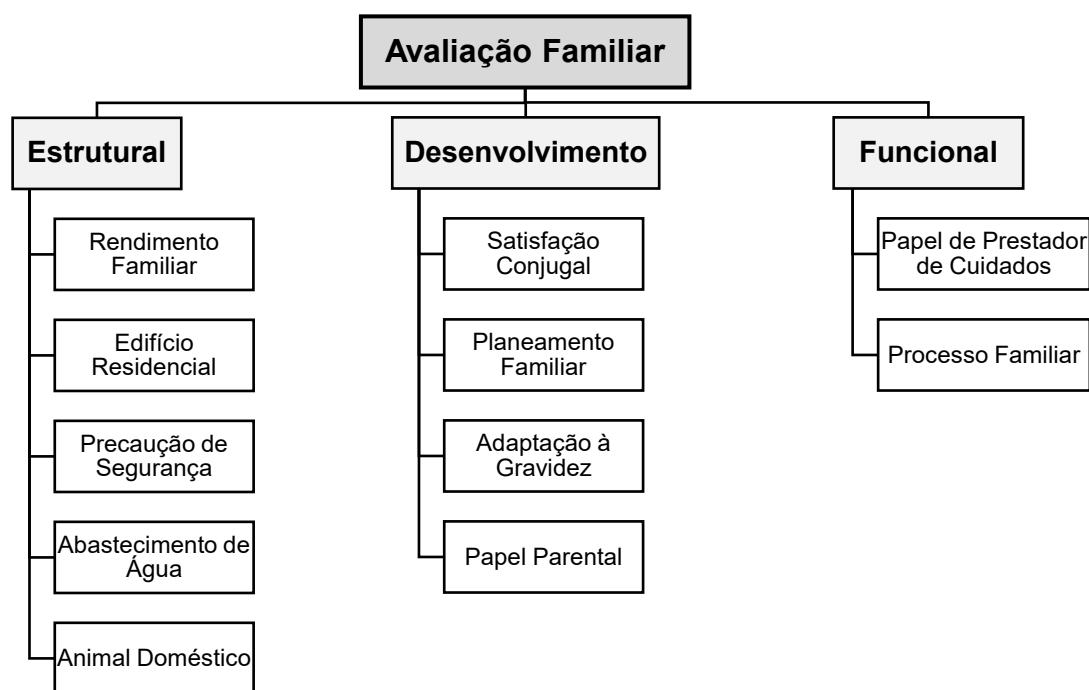 Avaliação Familiar
Estrutural
Rendimento
Familiar
Edifício
Residencial
Precaução de
Segurança
Abastecimento de
Água
Animal Doméstico
Desenvolvimento
Satisfação
Conjugal
Planeamento
Familiar
Adaptação à
Gravidez
Papel Parental
Funcional
Papel de Prestador
de Cuidados
Processo Familiar